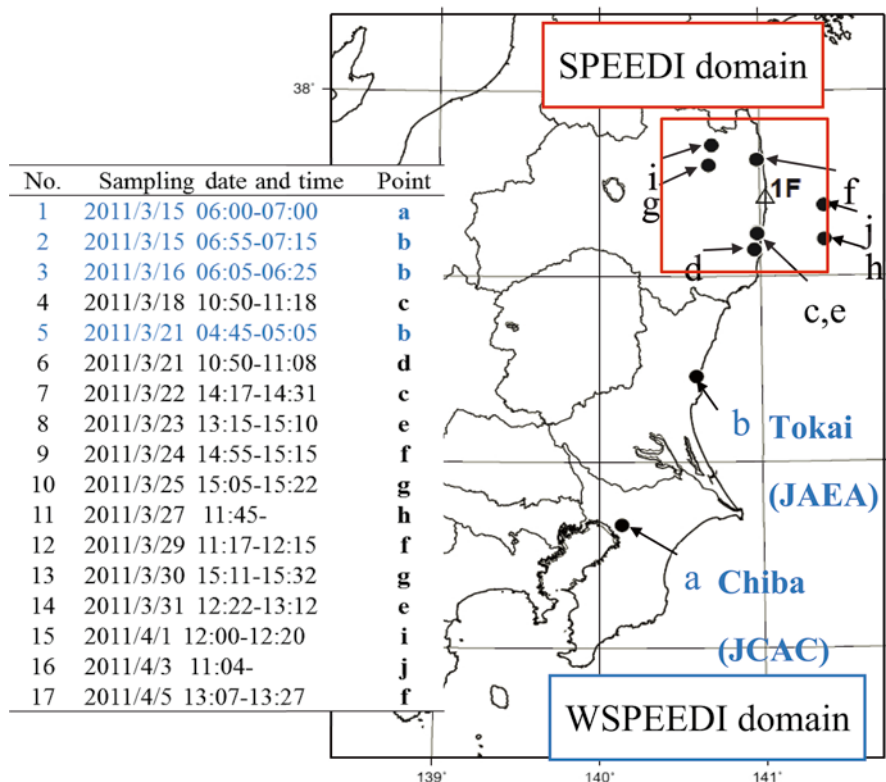 No. Sampling date and time Point
1 2011/3/15 06:00-07:00 a
2 2011/3/15 06:55-07:15 b
3 2011/3/16 06:05-06:25 b
4 2011/3/18 10:50-11:18 c
5 2011/3/21 04:45-05:05 b
6 2011/3/21 10:50-11:08 d
7 2011/3/22 14:17-14:31 c
8 2011/3/23 13:15-15:10 e
9 2011/3/24 14:55-15:15 f
10 2011/3/25 15:05-15:22 g
11 2011/3/27 11:45- h
12 2011/3/29 11:17-12:15 f
13 2011/3/30 15:11-15:32 g
14 2011/3/31 12:22-13:12 e
15 2011/4/1 12:00-12:20 i
16 2011/4/3 11:04- j
17 2011/4/5 13:07-13:27 f
SPEEDI domain
38°
i
g
1F
f
j
d
h
c,e
b Tokai
(JAEA)
a Chiba
(JCAC)
WSPEEDI domain
139° 140° 141°